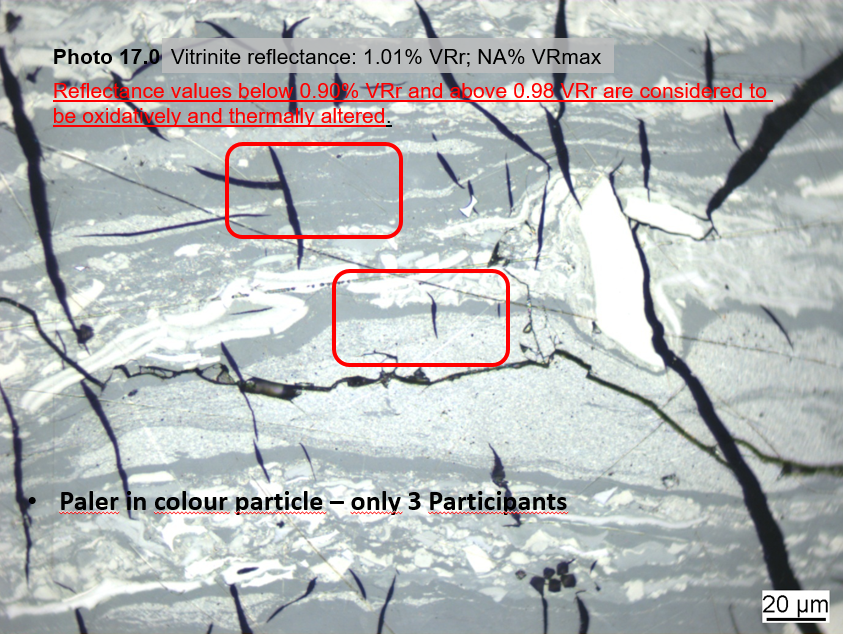 Photo 17.0 Vitrinite reflectance: 1.01% VRr; NA% VRmax
Reflectance values below 0.90% VRr and above 0.98 VRr are considered to
be oxidatively and thermally altered.
• Paler in colour particle – only 3 Participants
20 µm